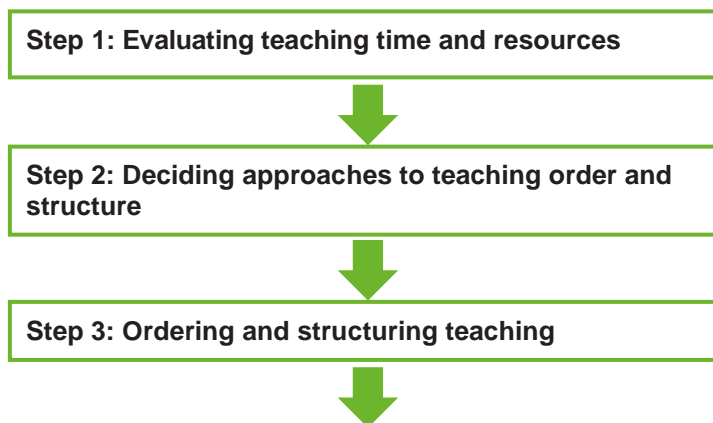 Step 1: Evaluating teaching time and resources
Step 2: Deciding approaches to teaching order and
structure
Step 3: Ordering and structuring teaching